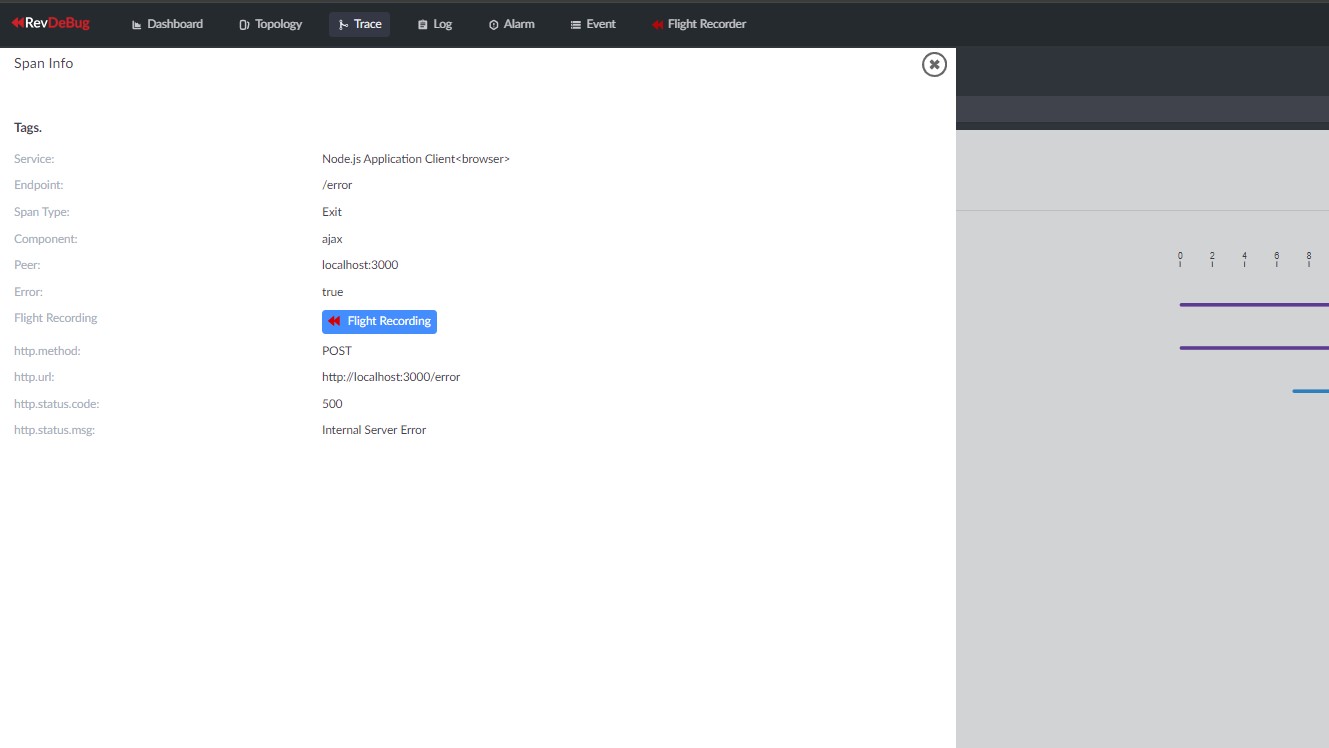 RevDeBug Dashboard Topology Trace Log Alarm Event Flight Recorder
Span Info
Tags.
Service: Node.js Application Client<browser>
Endpoint: /error
Span Type: Exit
Component: ajax
Peer: localhost:3000
Error: true
Flight Recording Flight Recording
http.method: POST
http.url: http://localhost:3000/error
http.status.code: 500
http.status.msg: Internal Server Error
0 2 4 6 8